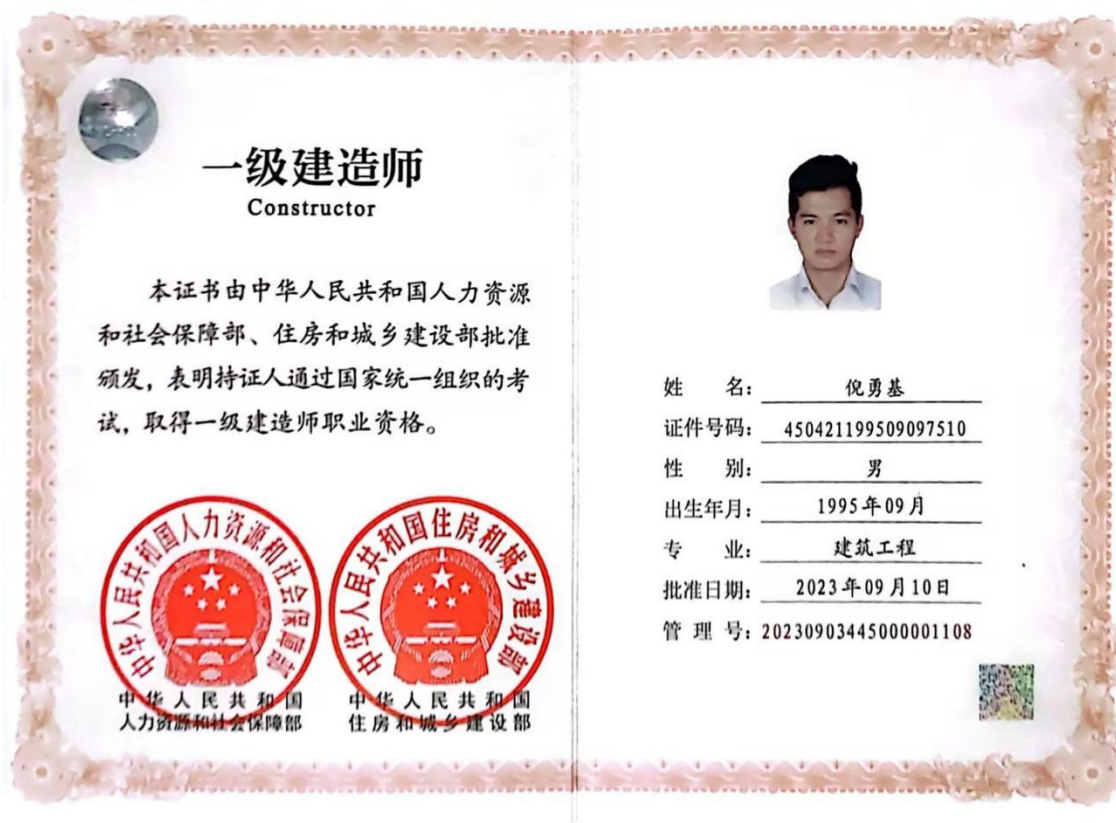 一级建造师
Constructor
本证书由中华人民共和国人力资源
和社会保障部、住房和城乡建设部批准
颁发，表明持证人通过国家统一组织的考
试，取得一级建造师职业资格。
中华人民共和国人力资源和社会保障部
中华人民共和国
人力资源和社会保障部
中华人民共和国住房和城乡建设部
中华人民共和国
住房和城乡建设部
姓 名：倪勇基
证件号码：450421199509097510
性 别：男
出生年月：1995年09月
专 业：建筑工程
批准日期：2023年09月10日
管 理 号：20230903445000001108